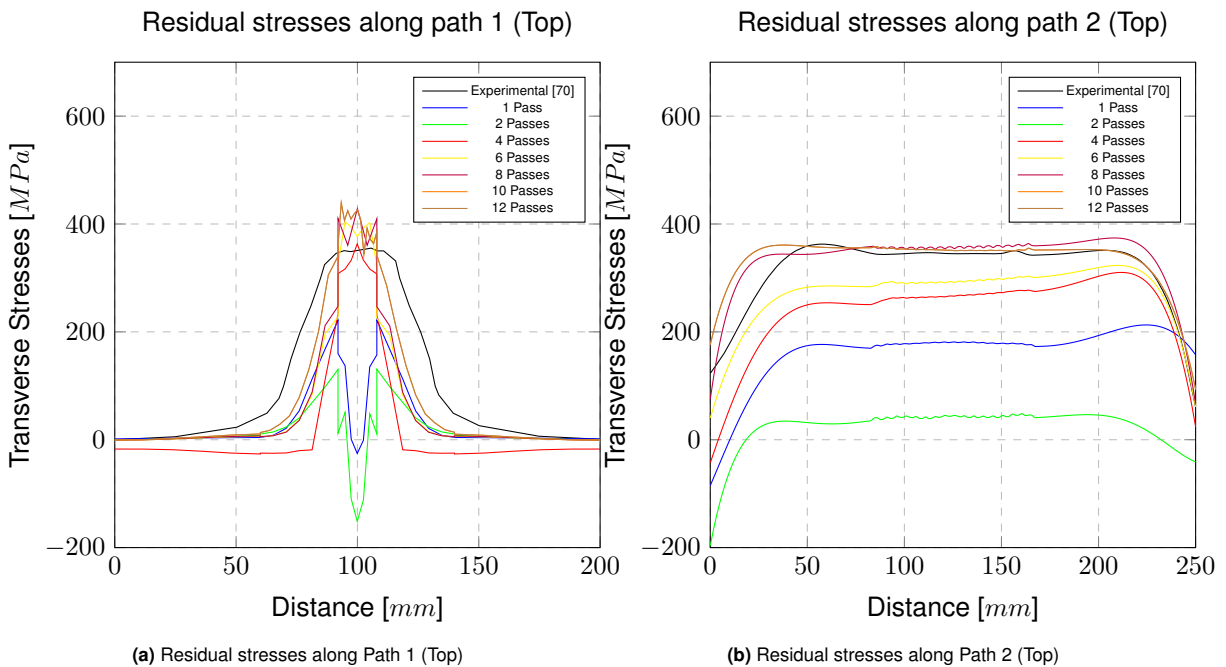 Residual stresses along path 1 (Top)
Transverse Stresses [MPa]
600
400
200
0
−200
0
50
100
150
200
Distance [mm]
Experimental [70]
1 Pass
2 Passes
4 Passes
6 Passes
8 Passes
10 Passes
12 Passes
(a) Residual stresses along Path 1 (Top)
Residual stresses along path 2 (Top)
Transverse Stresses [MPa]
600
400
200
0
−200
0
50
100
150
200
250
Distance [mm]
Experimental [70]
1 Pass
2 Passes
4 Passes
6 Passes
8 Passes
10 Passes
12 Passes
(b) Residual stresses along Path 2 (Top)